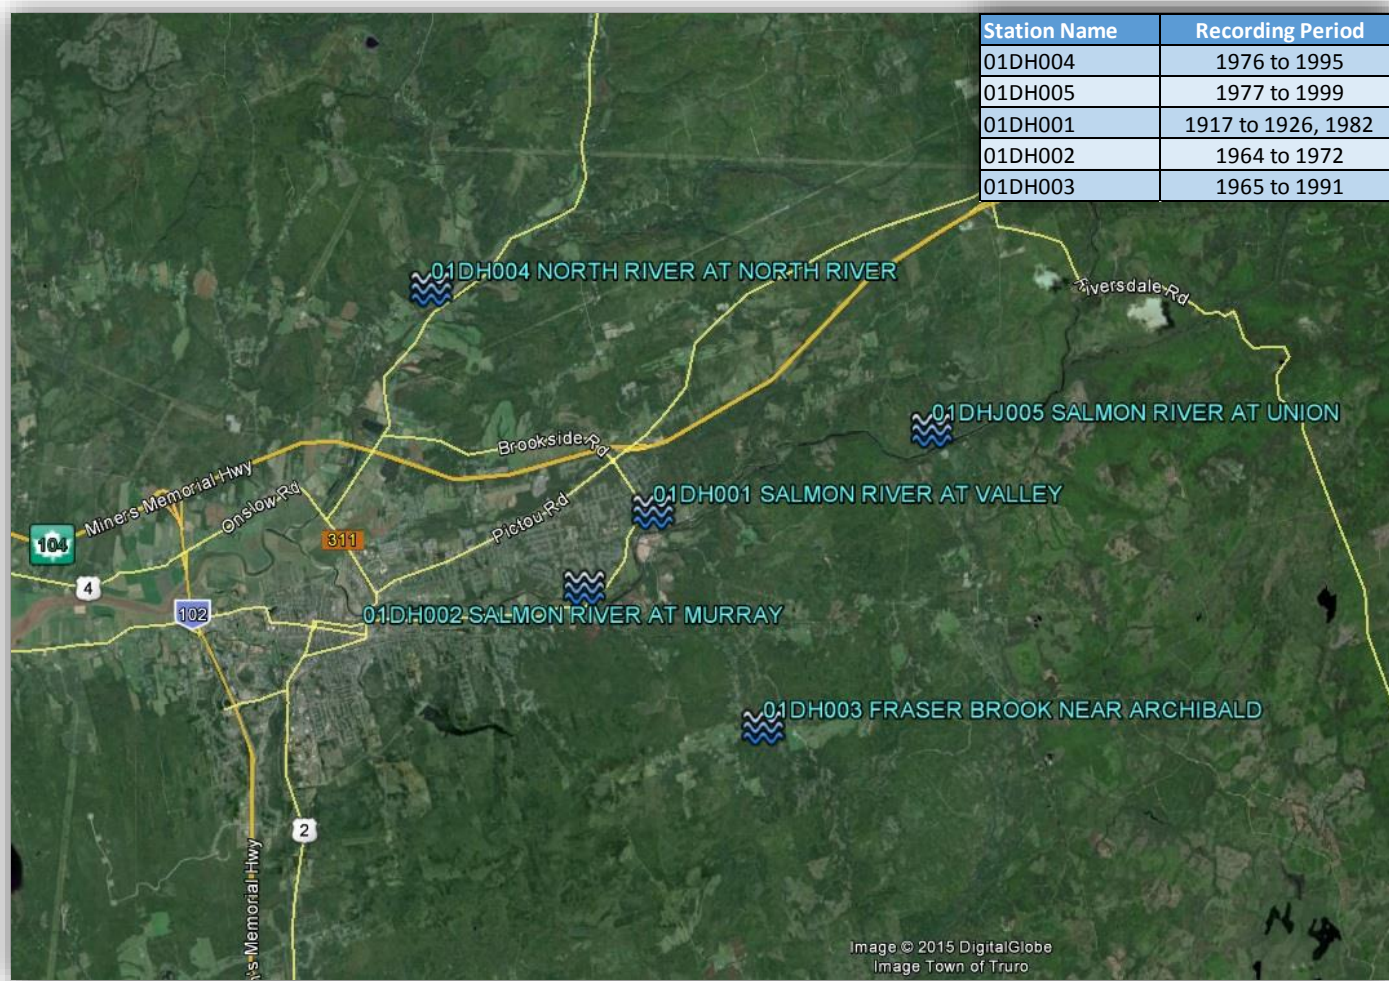 Station Name Recording Period
01DH004 1976 to 1995
01DH005 1977 to 1999
01DH001 1917 to 1926, 1982
01DH002 1964 to 1972
01DH003 1965 to 1991
01DH004 NORTH RIVER AT NORTH RIVER
Riversdale Rd
01DHJ005 SALMON RIVER AT UNION
Brookside Rd
Miners Memorial Hwy
Onslow Rd
01DH001 SALMON RIVER AT VALLEY
Pictou Rd
311
104
4
102
01DH002 SALMON RIVER AT MURRAY
01DH003 FRASER BROOK NEAR ARCHIBALD
2
's Memorial Hwy
Image © 2015 DigitalGlobe
Image Town of Truro